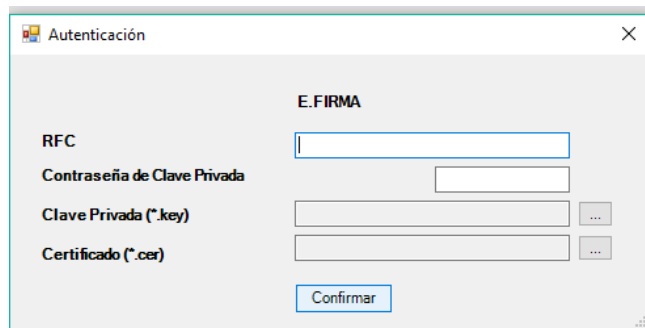 Autenticación
E.FIRMA
RFC
Contraseña de Clave Privada
Clave Privada (*.key)
...
Certificado (*.cer)
...
Confirmar